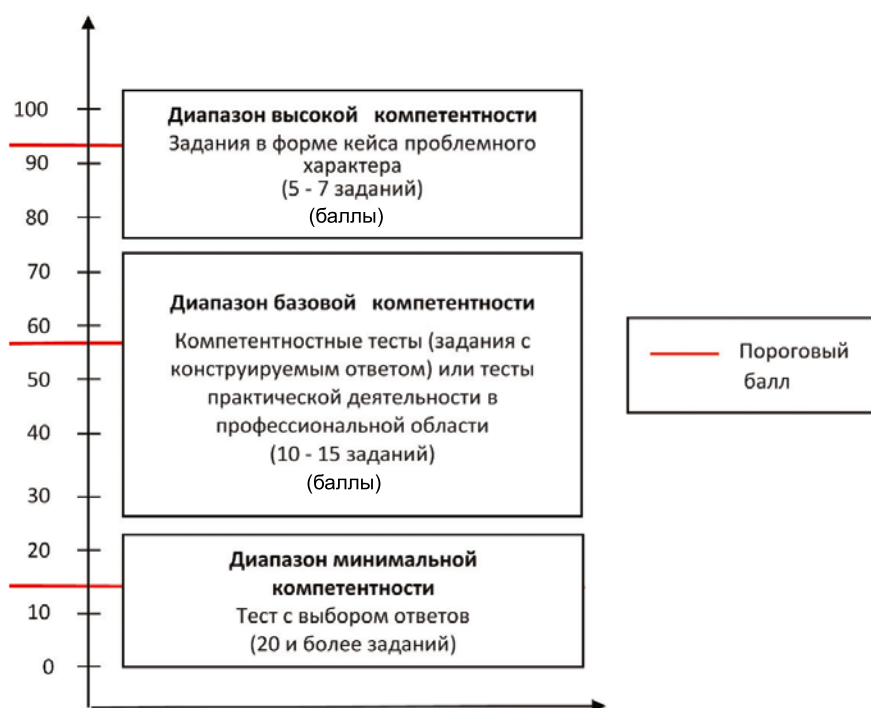 100
90
80
70
60
50
40
30
20
10
0
Диапазон высокой компетентности
Задания в форме кейса проблемного
характера
(5 - 7 заданий)
(баллы)
Диапазон базовой компетентности
Компетентностные тесты (задания с
конструируемым ответом) или тесты
практической деятельности в
профессиональной области
(10 - 15 заданий)
(баллы)
Диапазон минимальной
компетентности
Тест с выбором ответов
(20 и более заданий)
Пороговый
балл